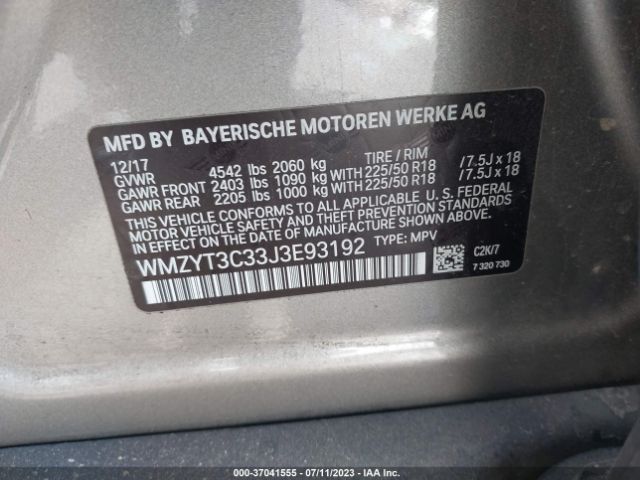 MFD BY BAYERISCHE MOTOREN WERKE AG
12/17 TIRE / RIM
GVWR 4542 lbs 2060 kg
GAWR FRONT 2403 lbs 1090 kg WITH 225/50 R18 /7.5J x 18
GAWR REAR 2205 lbs 1000 kg WITH 225/50 R18 /7.5J x 18
THIS VEHICLE CONFORMS TO ALL APPLICABLE U. S. FEDERAL
MOTOR VEHICLE SAFETY AND THEFT PREVENTION STANDARDS
IN EFFECT ON THE DATE OF MANUFACTURE SHOWN ABOVE.
WMZYT3C33J3E93192 TYPE: MPV
C2K/7
7 320 730
000-37041555 - 07/11/2023 - IAA Inc.